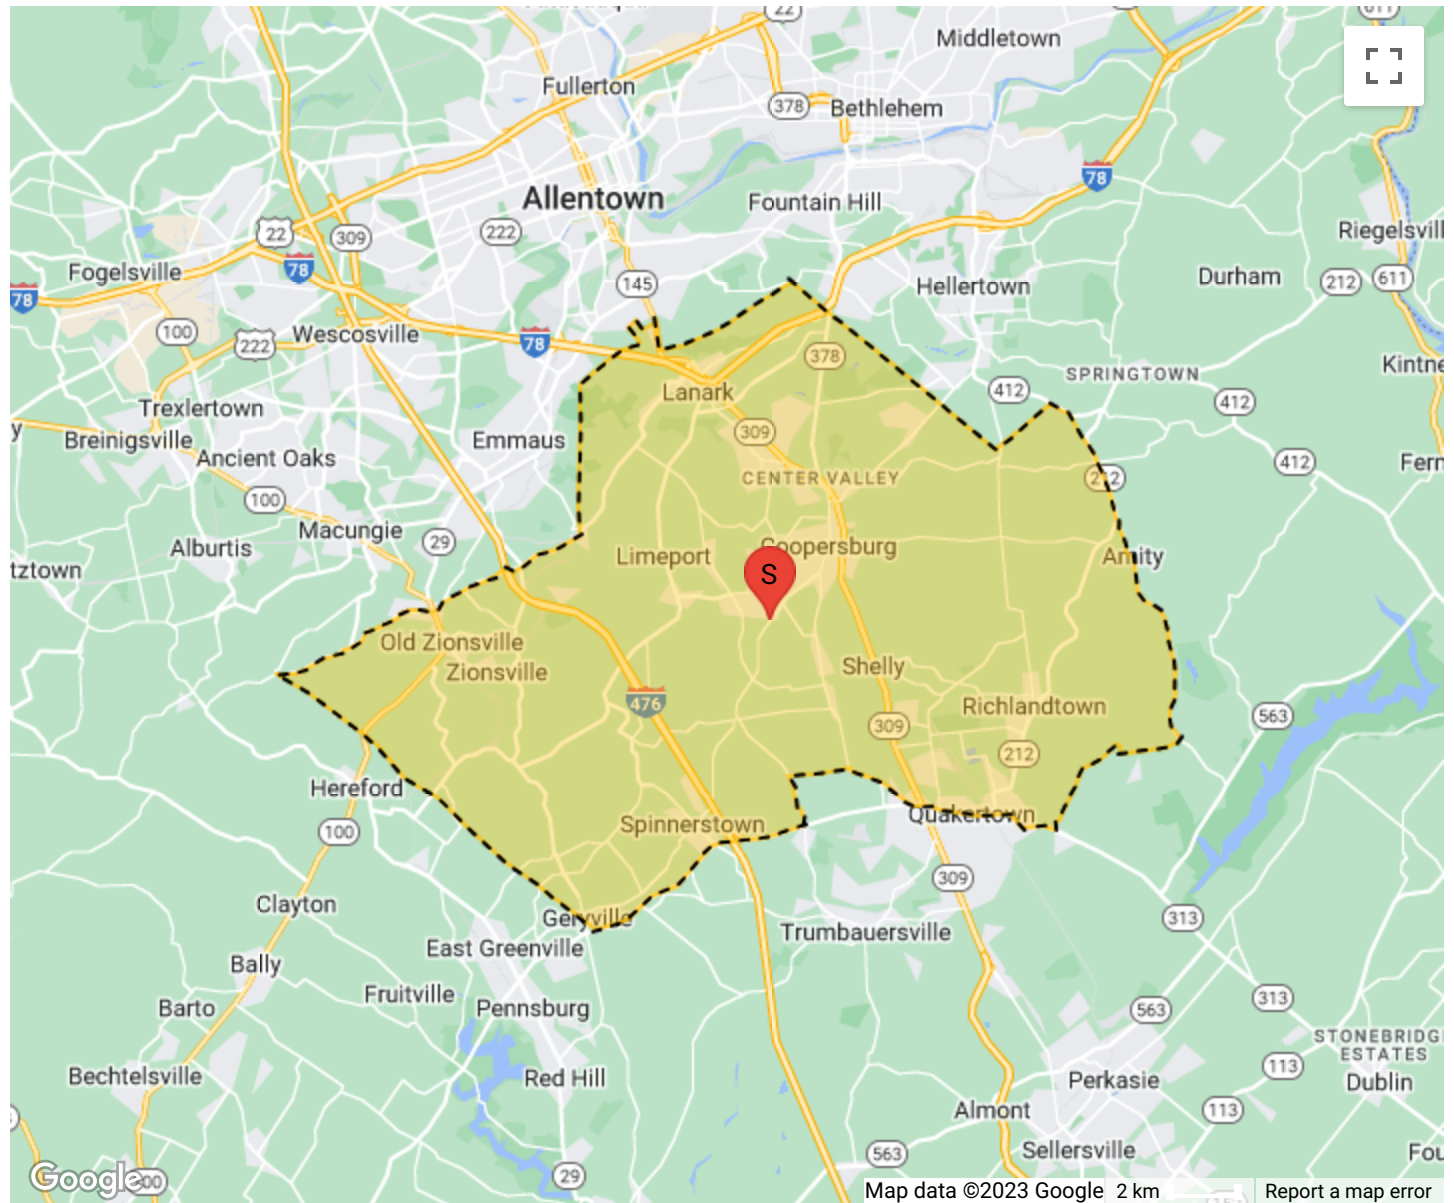 22
611
Middletown
Fullerton
378
Bethlehem
78
Allentown
Fountain Hill
22
309
222
Riegelsvill
Fogelsville
78
145
Hellertown
Durham
212
611
78
100
222
Wescosville
78
378
Lanark
412
SPRINGTOWN
Kintne
412
Trexlertown
y
Breinigsville
Emmaus
309
Ancient Oaks
412
Fern
CENTER VALLEY
212
100
Macungie
29
Alburtis
Limeport
Coopersburg
Amity
tztown
S
Old Zionsville
Zionsville
Shelly
476
Richlandtown
563
309
212
Hereford
Quakertown
Spinnerstown
100
309
Clayton
Geryville
313
Trumbauersville
East Greenville
Bally
Fruitville
Barto
Pennsburg
563
313
STONEBRIDG
ESTATES
Bechtelsville
Red Hill
113
Perkasie
Dublin
Almont
113
Sellersville
563
Fou
29
Google
Map data ©2023 Google
2 km
Report a map error